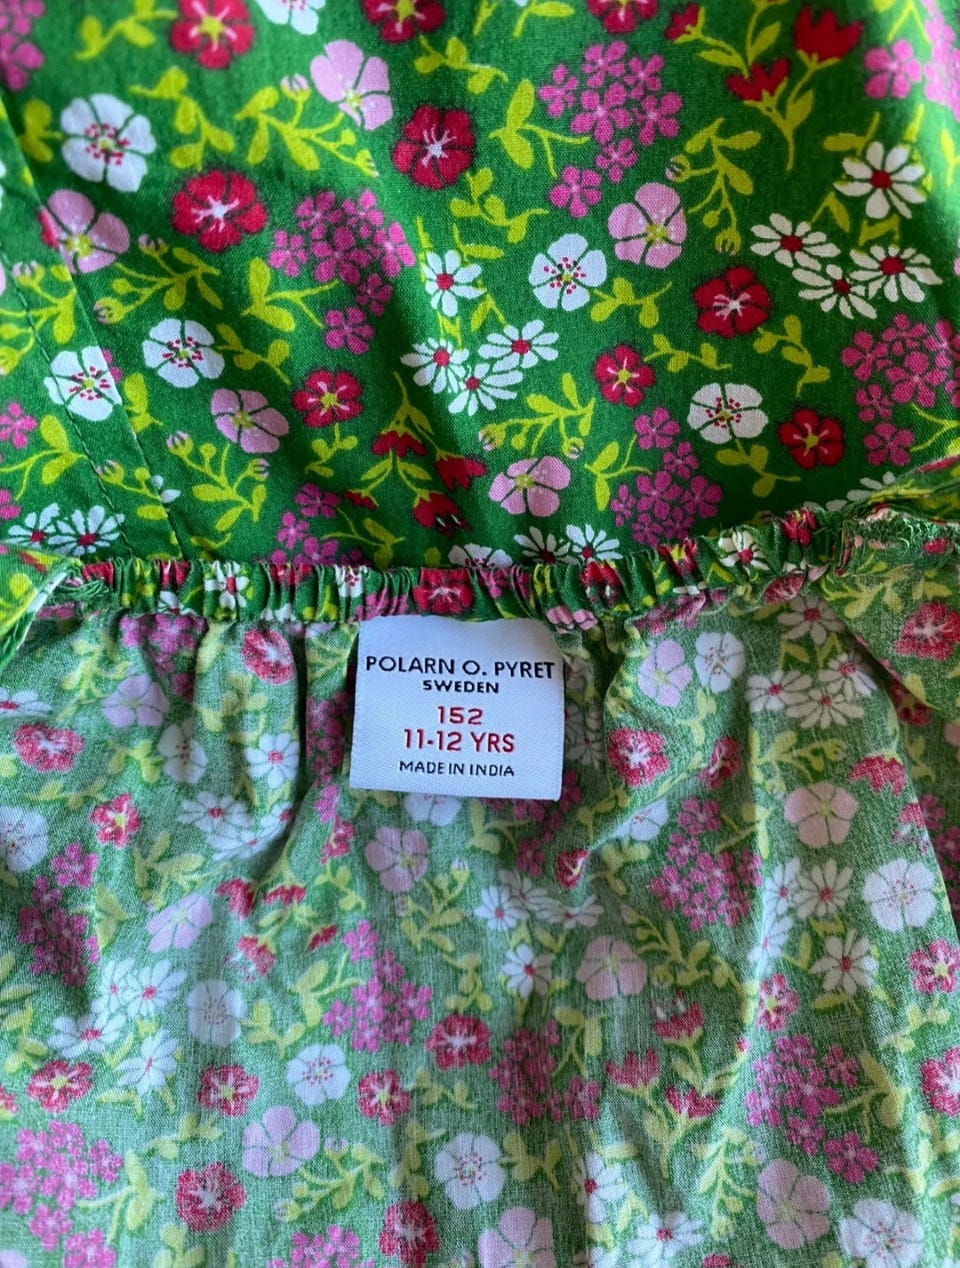 POLARN O. PYRET
SWEDEN
152
11-12 YRS
MADE IN INDIA